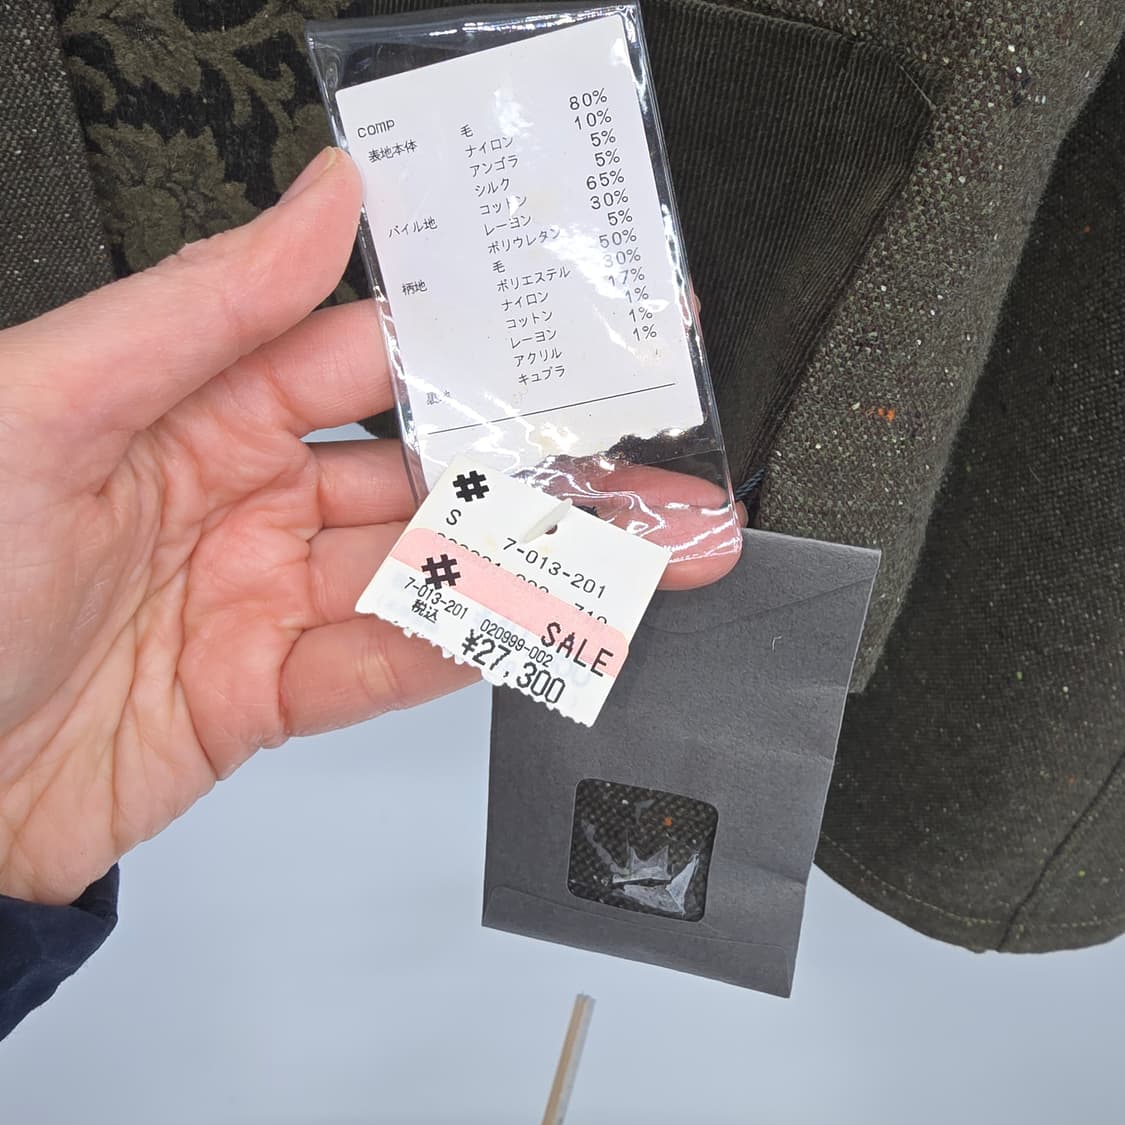 comp
表地本体 毛 80%
ナイロン 10%
アンゴラ 5%
シルク 5%
パイル地 コットン 65%
レーヨン 30%
ポリウレタン 5%
柄地 毛 50%
ポリエステル 30%
ナイロン 17%
コットン 1%
レーヨン 1%
アクリル 1%
裏地 キュプラ
#
S
7-013-201
#
7-013-201
020999-002
SALE
税込
¥27,300